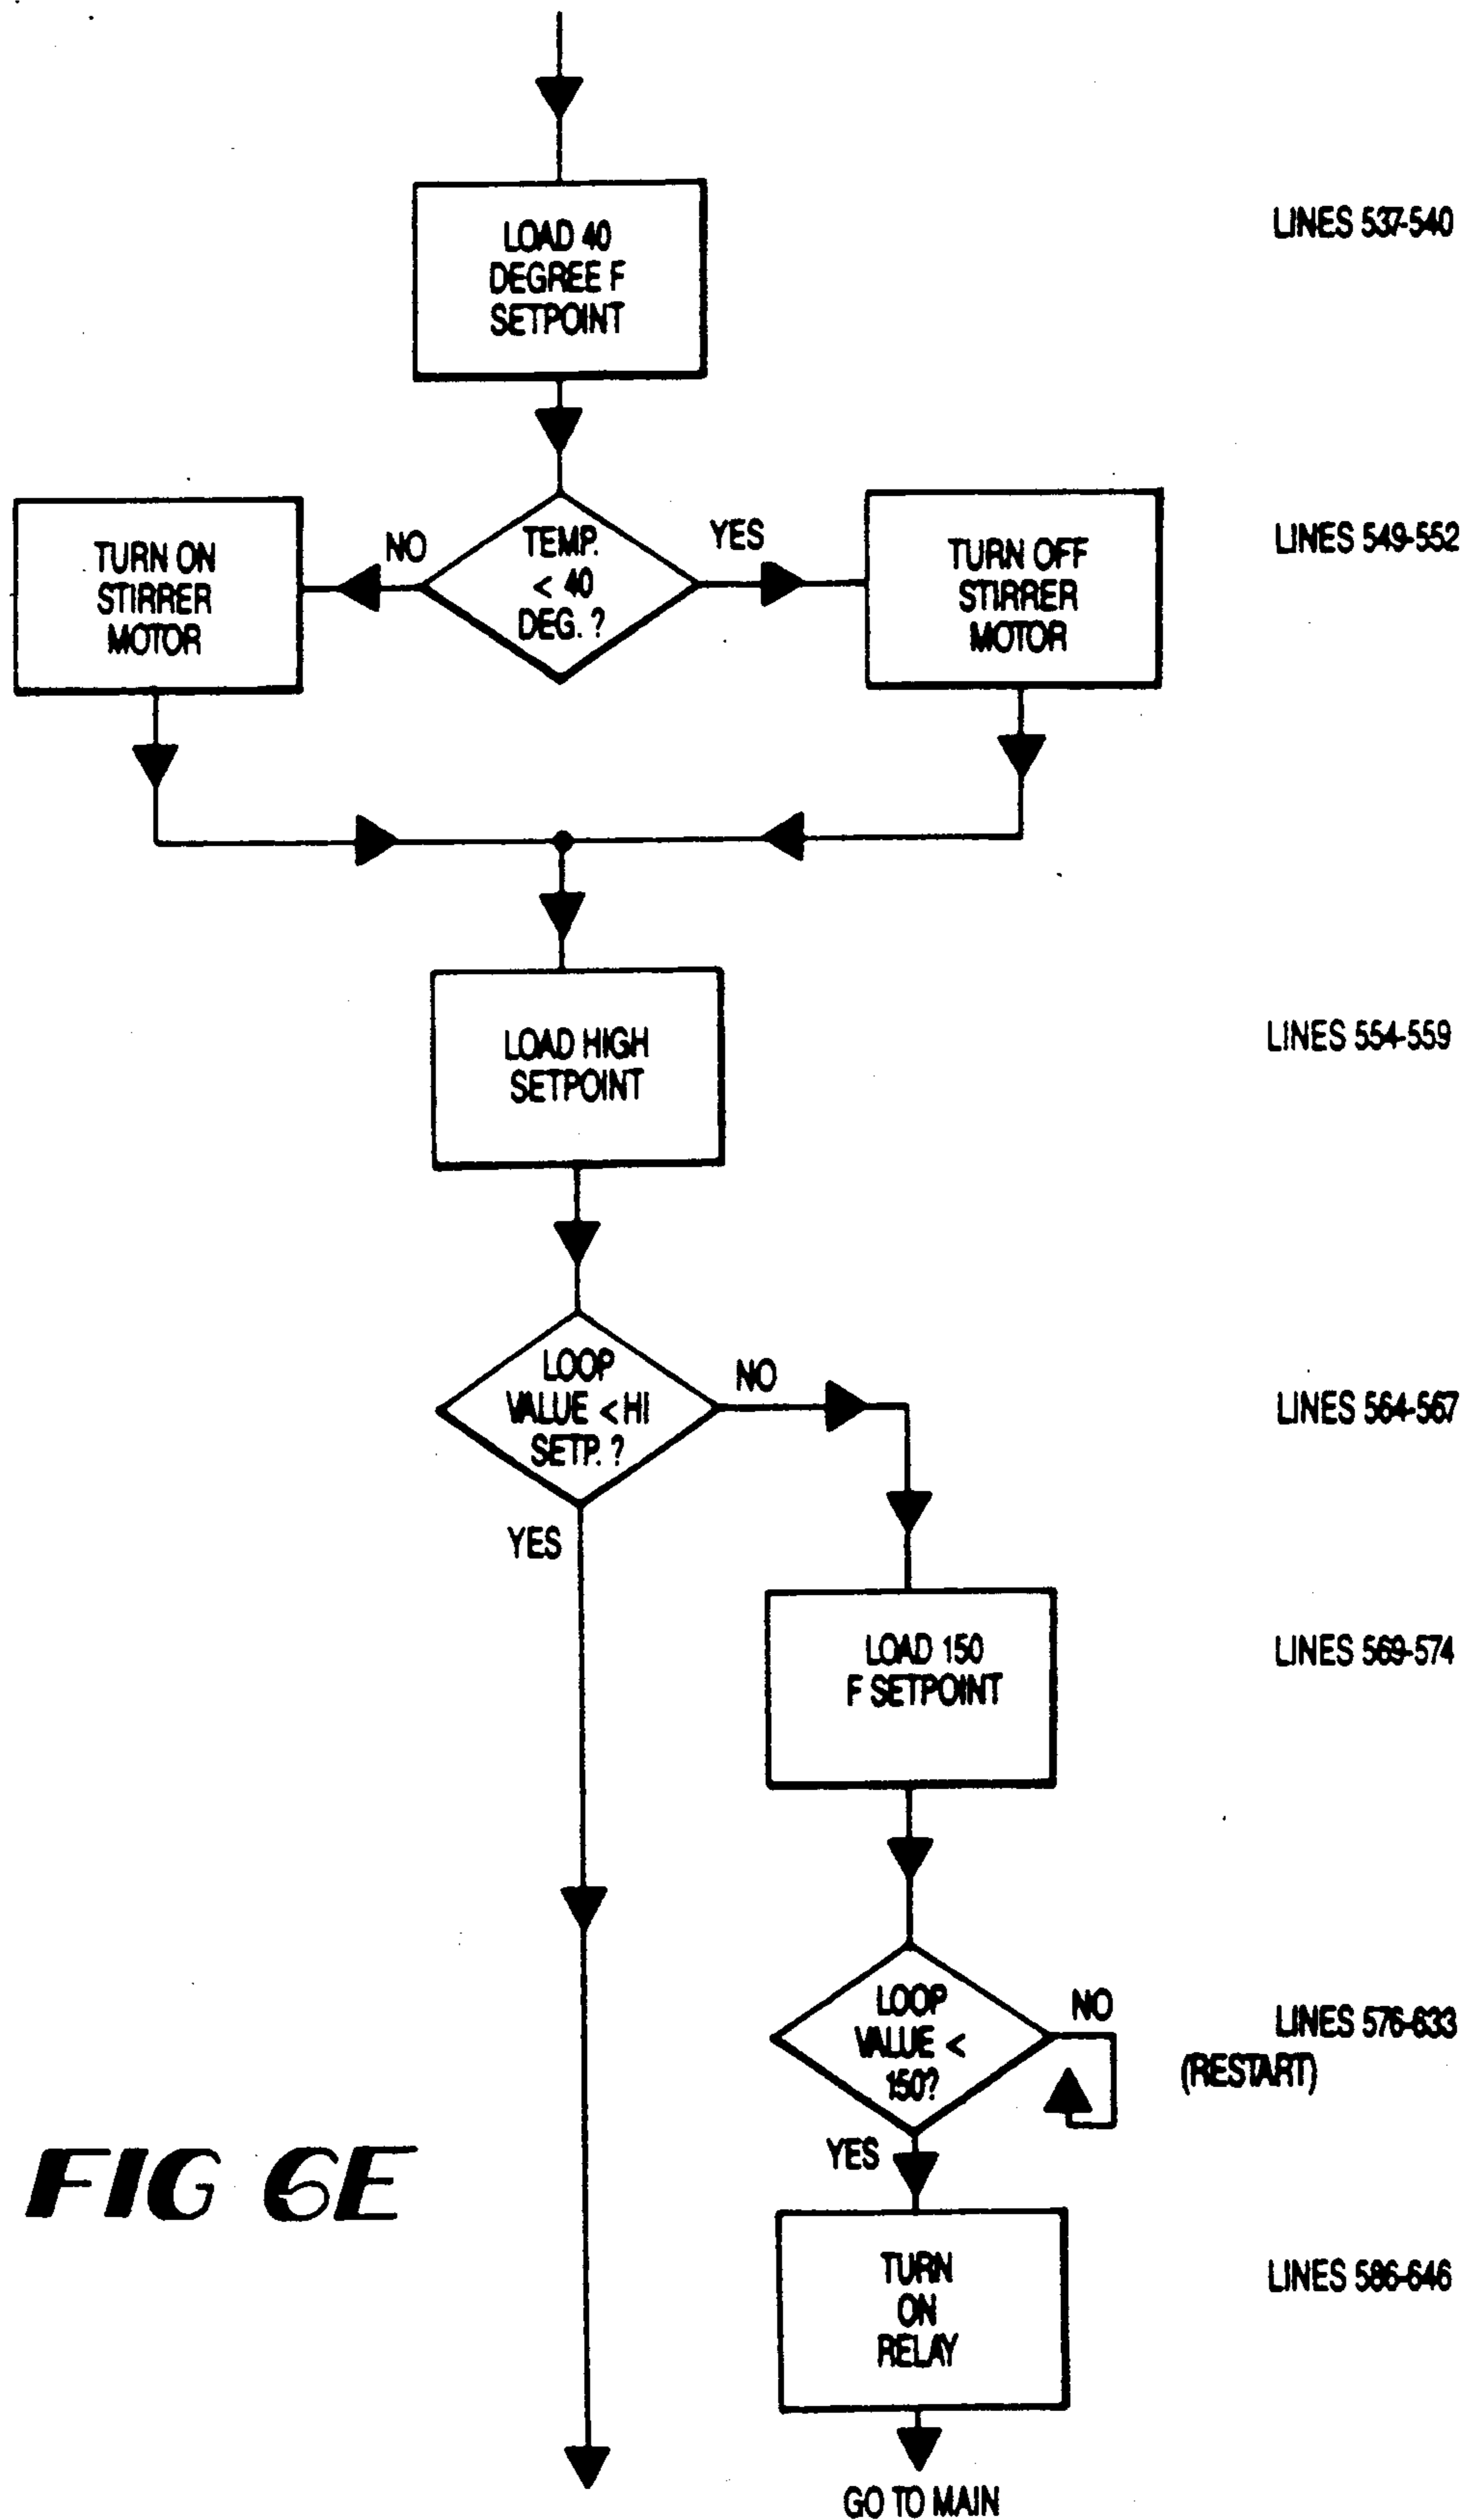 LOAD 40
DEGREE F
SETPOINT
LINES 537-540
TURN ON
STIRRER
MOTOR
NO
TEMP.
< 40
DEG. ?
YES
TURN OFF
STIRRER
MOTOR
LINES 549-552
LOAD HIGH
SETPOINT
LINES 554-559
LOOP
VALUE < HI
SETP. ?
NO
YES
LINES 564-567
LOAD 150
F SETPOINT
LINES 569-574
LOOP
VALUE <
150?
NO
YES
LINES 576-633
(RESTART)
TURN
ON
RELAY
LINES 586-646
GO TO MAIN
FIG 6E